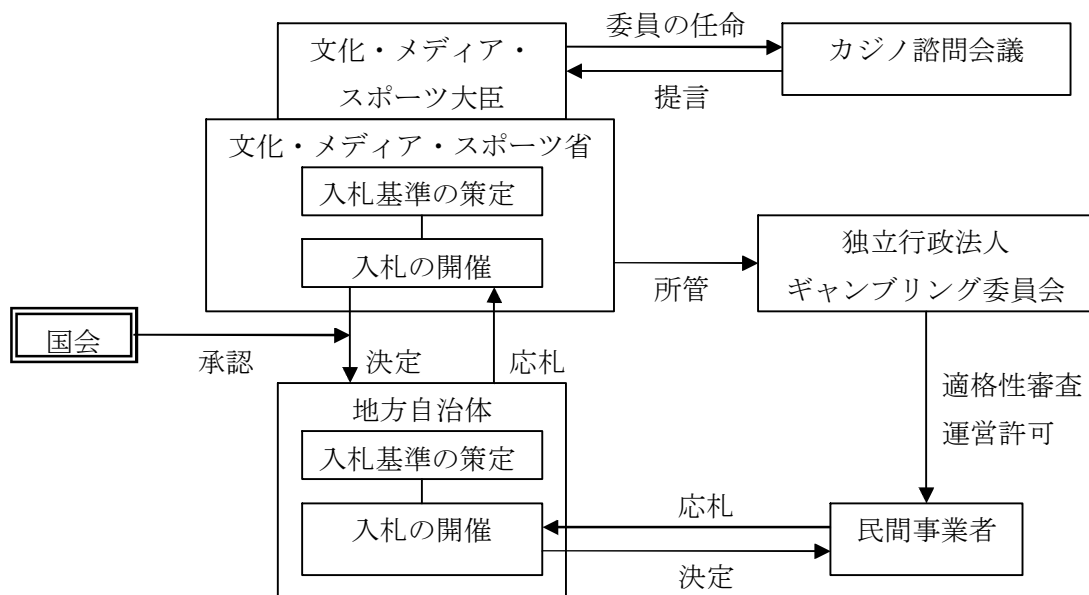 文化・メディア・
スポーツ大臣
委員の任命
提言
カジノ諮問会議
文化・メディア・スポーツ省
入札基準の策定
入札の開催
所管
独立行政法人
ギャンブリング委員会
国会
承認
決定
応札
適格性審査
運営許可
地方自治体
入札基準の策定
入札の開催
応札
決定
民間事業者